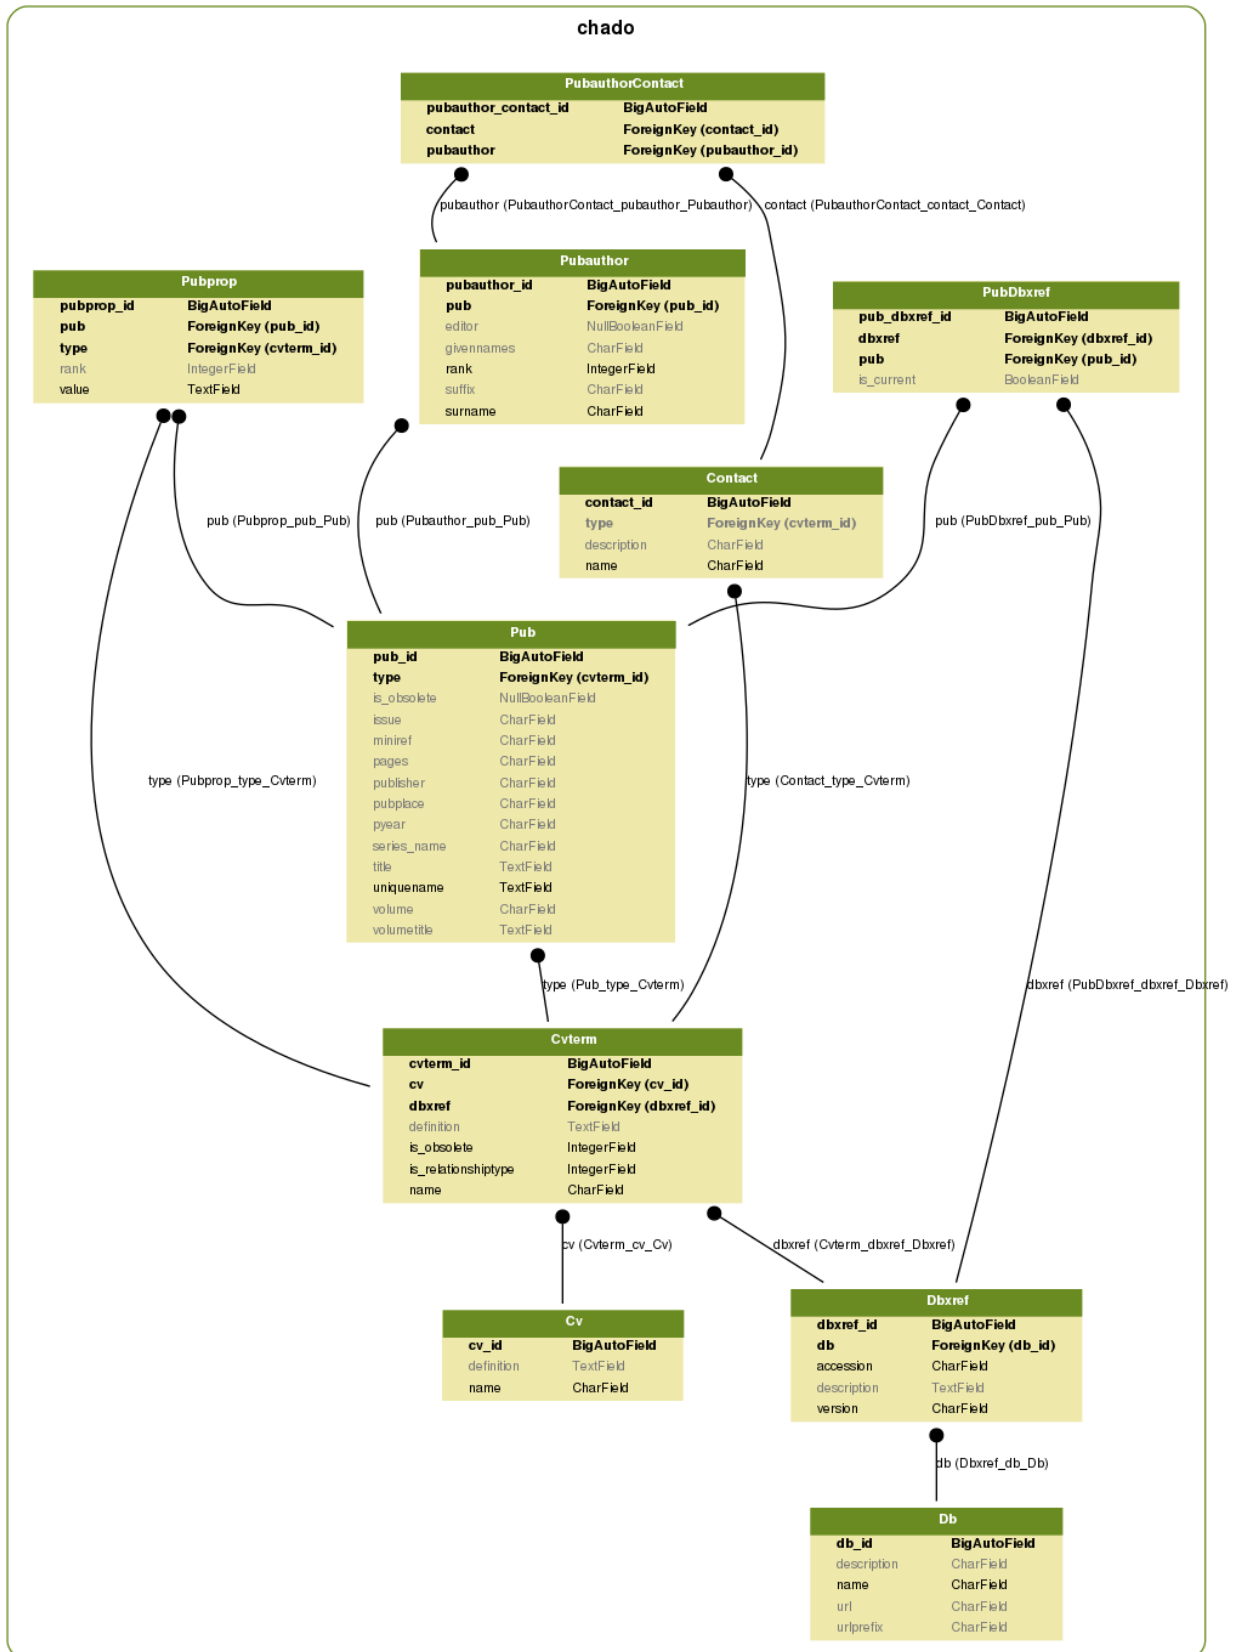 chado
PubauthorContact
pubauthor_contact_id BigAutoField
contact ForeignKey (contact_id)
pubauthor ForeignKey (pubauthor_id)
pubauthor (PubauthorContact_pubauthor_Pubauthor) contact (PubauthorContact_contact_Contact)
Pubauthor
pubauthor_id BigAutoField
pub ForeignKey (pub_id)
editor NullBooleanField
givennames CharField
rank IntegerField
suffix CharField
surname CharField
Pubprop
pubprop_id BigAutoField
pub ForeignKey (pub_id)
type ForeignKey (cvterm_id)
rank IntegerField
value TextField
PubDbxref
pub_dbxref_id BigAutoField
dbxref ForeignKey (dbxref_id)
pub ForeignKey (pub_id)
is_current BooleanField
Contact
contact_id BigAutoField
type ForeignKey (cvterm_id)
description CharField
name CharField
pub (Pubprop_pub_Pub) pub (Pubauthor_pub_Pub) pub (PubDbxref_pub_Pub)
Pub
pub_id BigAutoField
type ForeignKey (cvterm_id)
is_obsolete NullBooleanField
issue CharField
miniref CharField
pages CharField
publisher CharField
pubplace CharField
pyear CharField
series_name CharField
title TextField
uniquename TextField
volume CharField
volumetitle TextField
type (Pubprop_type_Cvterm) type (Contact_type_Cvterm)
type (Pub_type_Cvterm) dbxref (PubDbxref_dbxref_Dbxref)
Cvterm
cvterm_id BigAutoField
cv ForeignKey (cv_id)
dbxref ForeignKey (dbxref_id)
definition TextField
is_obsolete IntegerField
is_relationshiptype IntegerField
name CharField
cv (Cvterm_cv_Cv) dbxref (Cvterm_dbxref_Dbxref)
Cv
cv_id BigAutoField
definition TextField
name CharField
Dbxref
dbxref_id BigAutoField
db ForeignKey (db_id)
accession CharField
description TextField
version CharField
db (Dbxref_db_Db)
Db
db_id BigAutoField
description CharField
name CharField
url CharField
urlprefix CharField